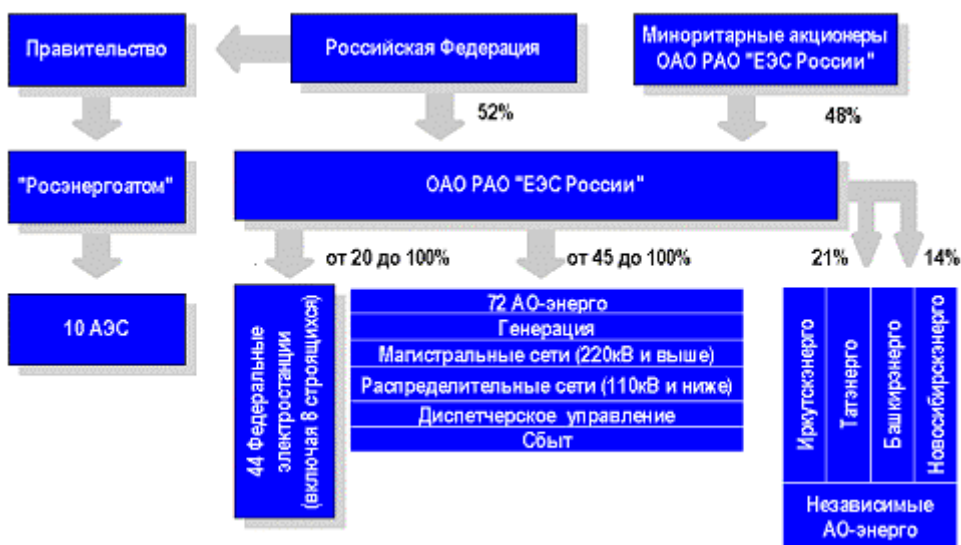 Правительство
Российская Федерация
Миноритарные акционеры
ОАО РАО "ЕЭС России"
52%
48%
"Росэнергоатом"
ОАО РАО "ЕЭС России"
от 20 до 100%
от 45 до 100%
21%
14%
10 АЭС
44 Федеральные
электростанции
(включая 8 строящихся)
72 АО-энерго
Генерация
Магистральные сети (220кВ и выше)
Распределительные сети (110кВ и ниже)
Диспетчерское управление
Сбыт
Иркутскэнерго
Татэнерго
Башкирэнерго
Новосибирскэнерго
Независимые
АО-энерго